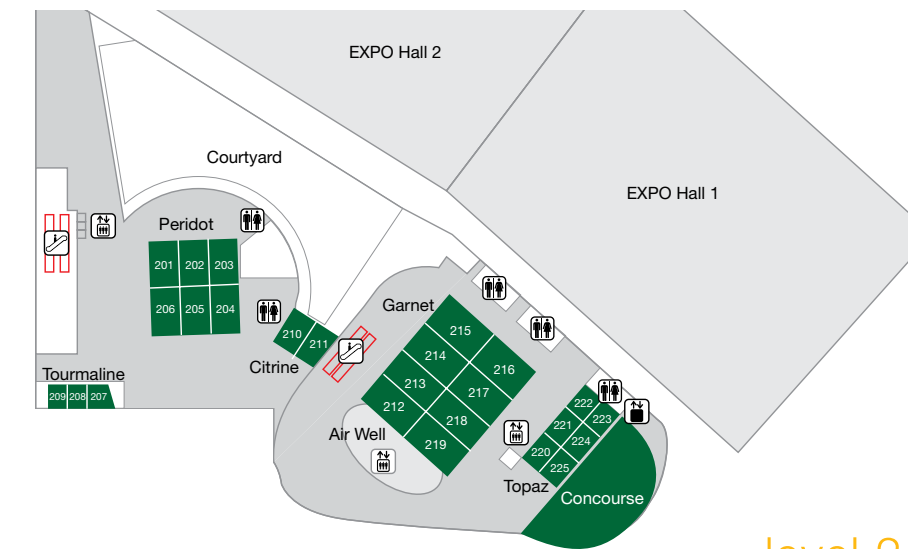 EXPO Hall 2
Courtyard
EXPO Hall 1
Peridot
201 202 203
206 205 204
Garnet
215
214 216
213 217
212 218
219
210
211
Citrine
Tourmaline
209 208 207
Air Well
222
221 223
220 224
225
Topaz
Concourse
level